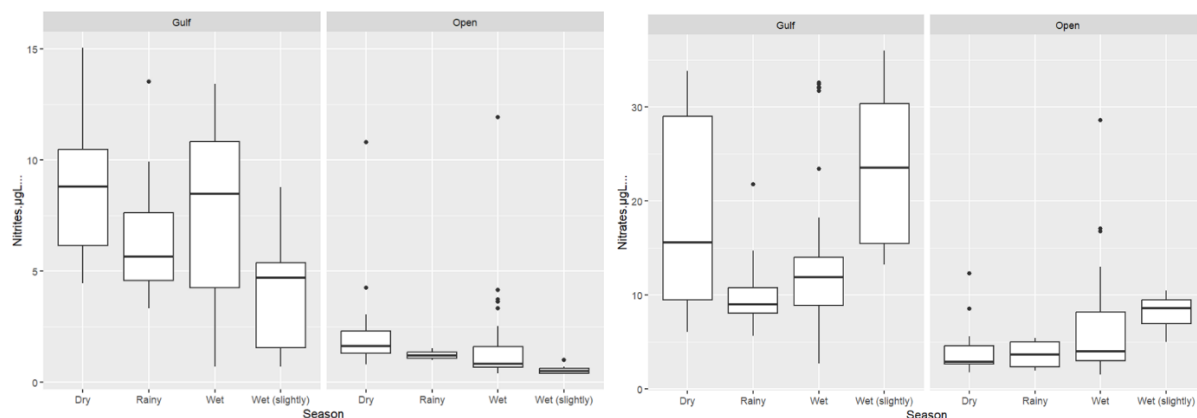 Gulf
Open
Nitrites.µgL...
15
10
5
0
Dry
Rainy
Wet
Wet (slightly)
Dry
Rainy
Wet
Wet (slightly)
Season
Gulf
Open
Nitrates.µgL...
30
20
10
0
Dry
Rainy
Wet
Wet (slightly)
Dry
Rainy
Wet
Wet (slightly)
Season